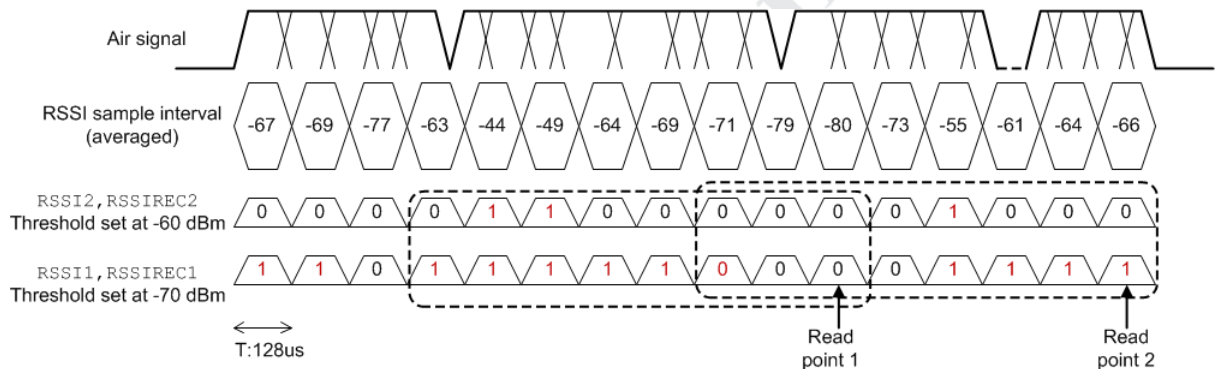 Air signal
RSSI sample interval
(averaged)
-67 -69 -77 -63 -44 -49 -64 -69 -71 -79 -80 -73 -55 -61 -64 -66
RSSI2,RSSIREC2
Threshold set at -60 dBm
0 0 0 0 1 1 0 0 0 0 0 0 1 0 0 0
RSSI1,RSSIREC1
Threshold set at -70 dBm
1 1 0 1 1 1 1 1 0 0 0 0 1 1 1 1
T:128us
Read
point 1
Read
point 2